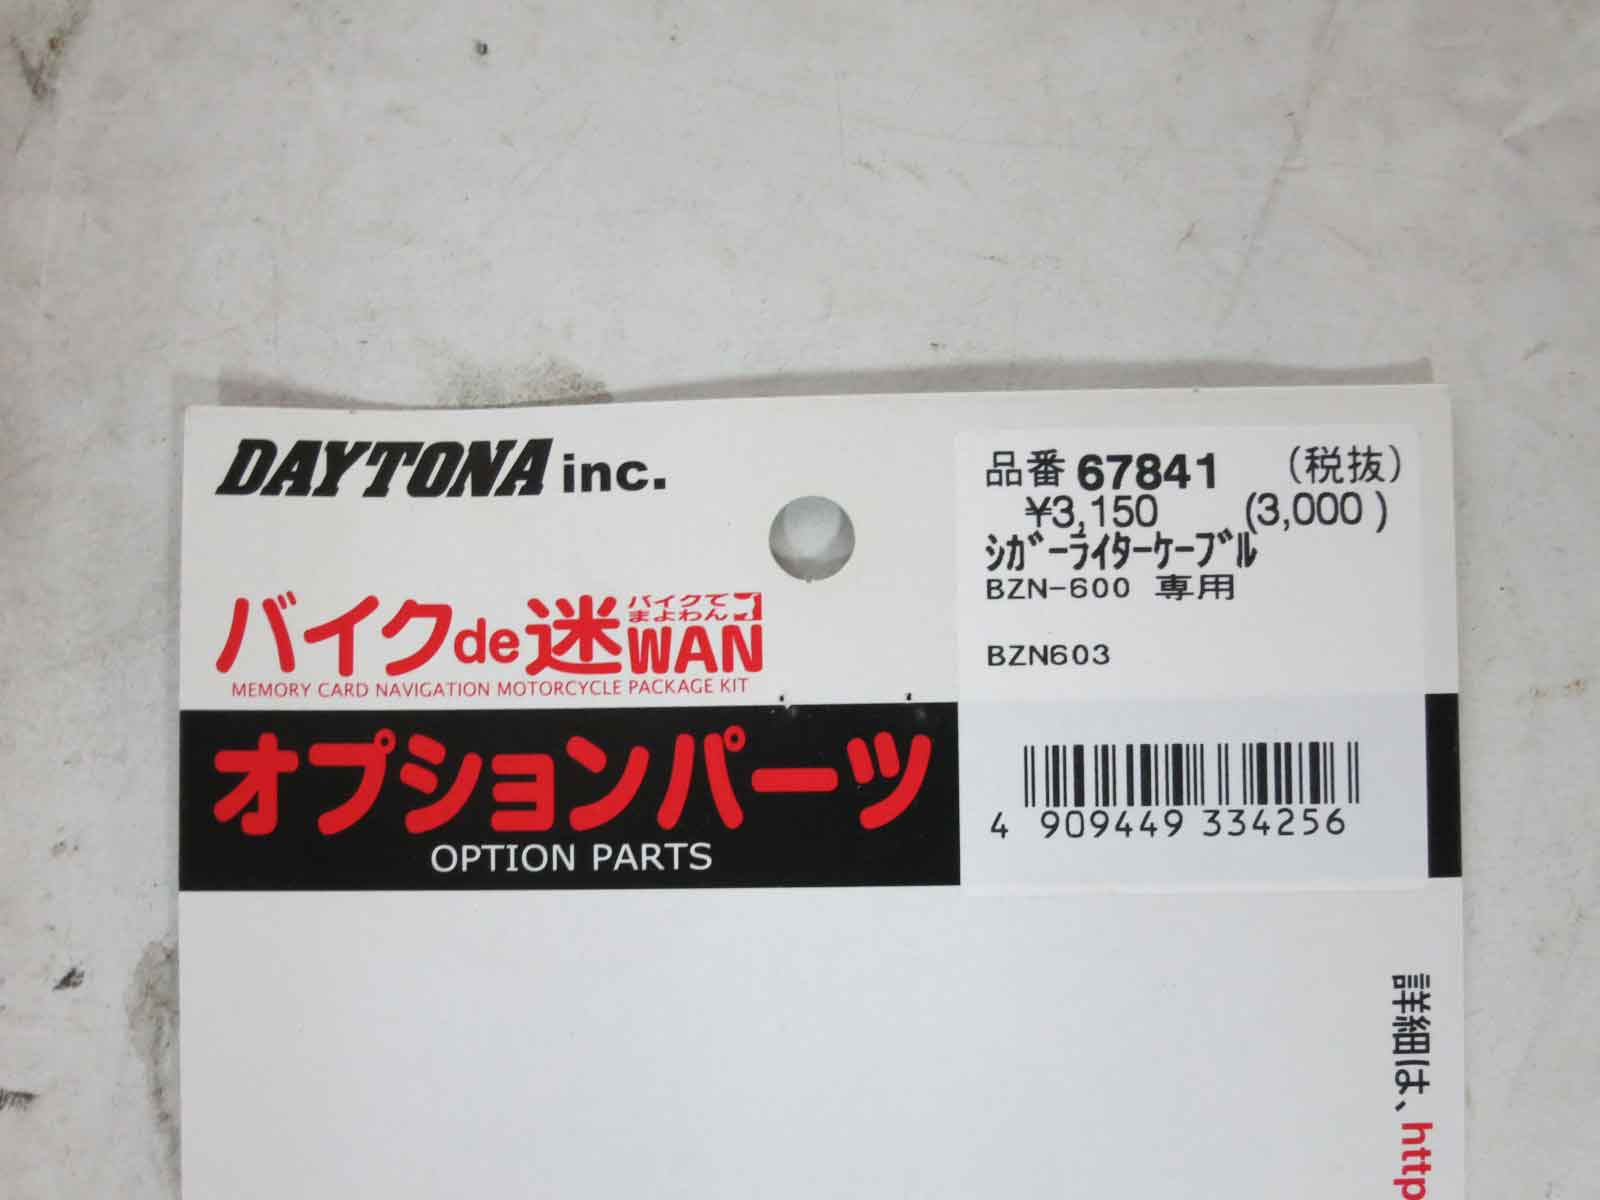 DAYTONA inc.
バイクde迷WAN
バイクで
まよわん
MEMORY CARD NAVIGATION MOTORCYCLE PACKAGE KIT
オプションパーツ
OPTION PARTS
品番 67841 (税抜)
¥3,150 (3,000 )
ｼｶﾞｰﾗｲﾀｰｹｰﾌﾞﾙ
BZN-600 専用
BZN603
4 909449 334256
詳細は、http